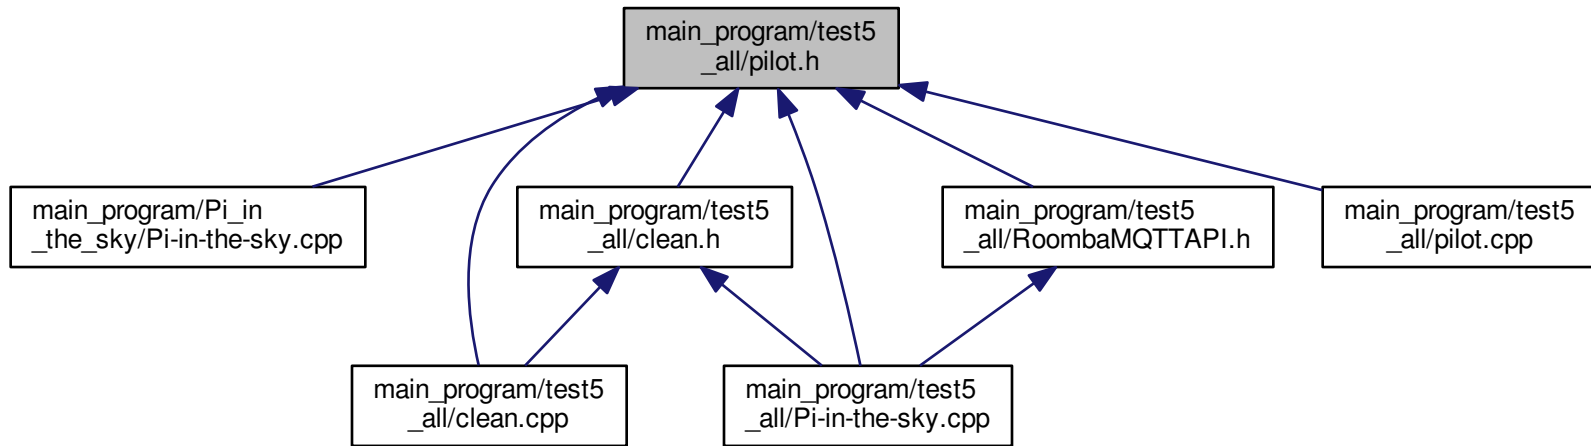 main_program/test5
_all/pilot.h
main_program/Pi_in
_the_sky/Pi-in-the-sky.cpp
main_program/test5
_all/clean.h
main_program/test5
_all/RoombaMQTTAPI.h
main_program/test5
_all/pilot.cpp
main_program/test5
_all/clean.cpp
main_program/test5
_all/Pi-in-the-sky.cpp